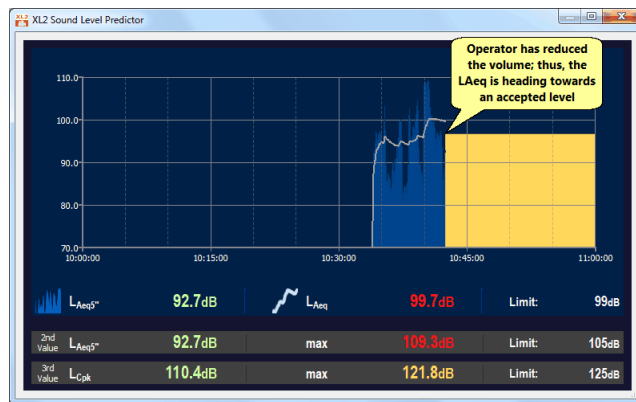 XL2 XL2 Sound Level Predictor
Operator has reduced
the volume; thus, the
LAeq is heading towards
an accepted level
110.0
100.0
90.0
80.0
70.0
10:00:00 10:15:00 10:30:00 10:45:00 11:00:00
LAeq5" 92.7dB LAeq 99.7dB Limit: 99dB
2nd Value LAeq5" 92.7dB max 109.3dB Limit: 105dB
3rd Value LCpk 110.4dB max 121.8dB Limit: 125dB